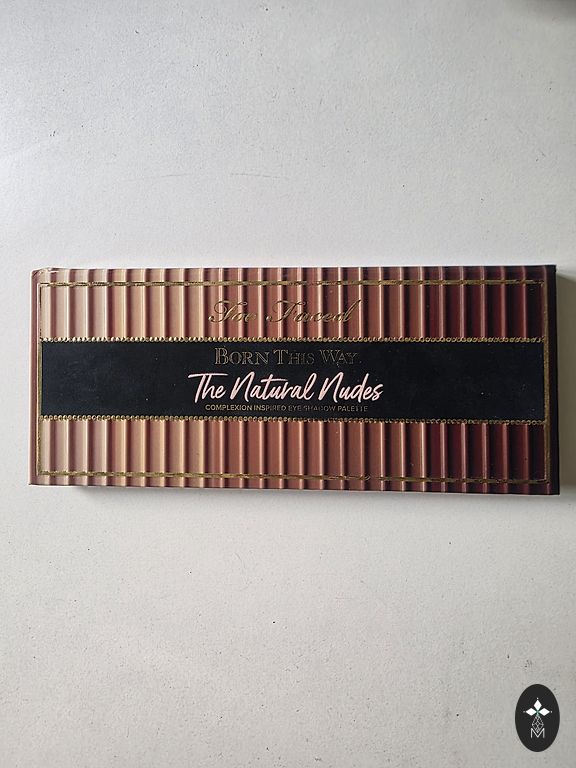 Too Faced
BORN THIS WAY
The Natural Nudes
COMPLEXION INSPIRED EYE SHADOW PALETTE
M